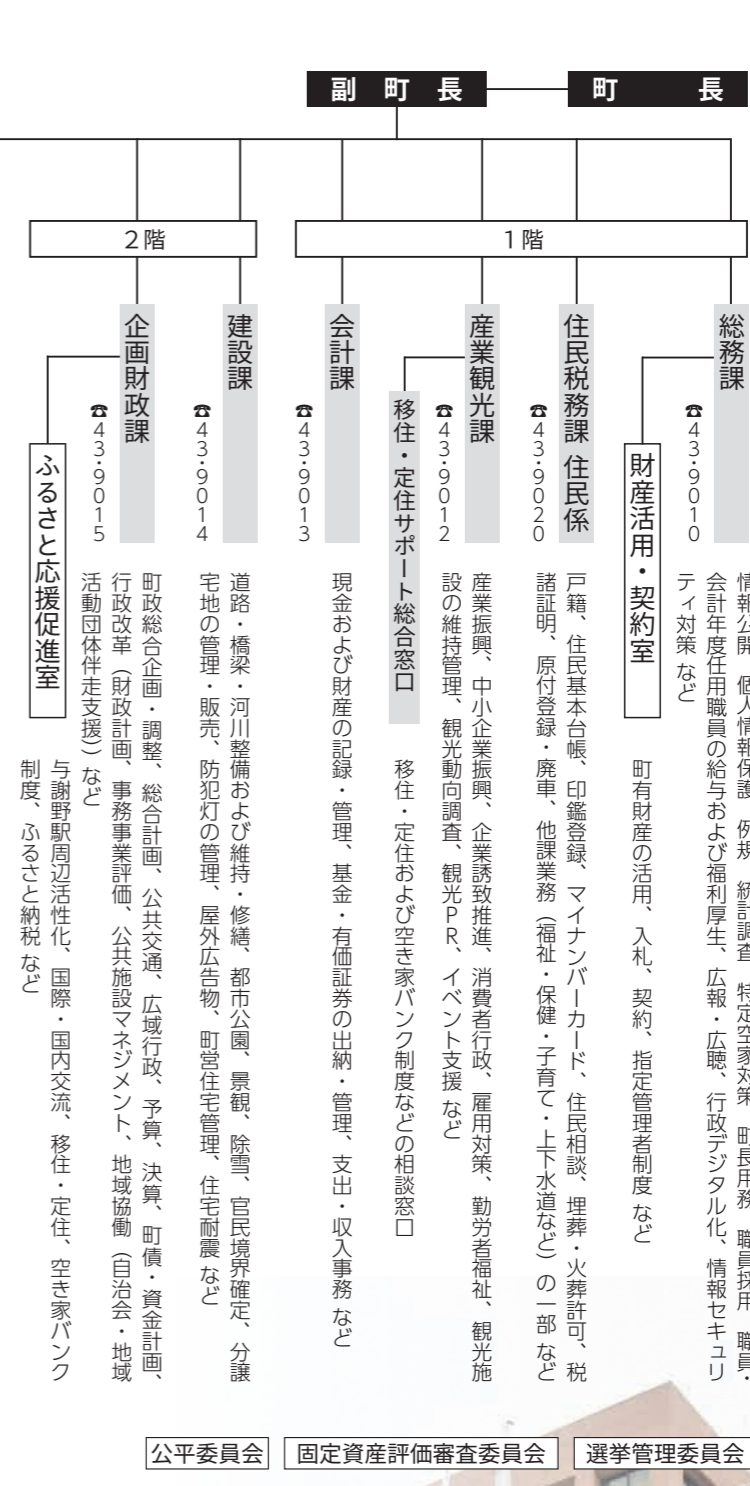 町長
副町長
1階
2階
総務課
☎43・9010
会計年度任用職員の給与および福利厚生、広報・広聴、行政デジタル化、情報セキュリ
ティ対策 など
財産活用・契約室
町有財産の活用、入札、契約、指定管理者制度 など
住民税務課 住民係
☎43・9020
戸籍、住民基本台帳、印鑑登録、マイナンバーカード、住民相談、埋葬・火葬許可、税
諸証明、原付登録・廃車、他課業務（福祉・保健・子育て・上下水道など）の一部 など
産業観光課
☎43・9012
産業振興、中小企業振興、企業誘致推進、消費者行政、雇用対策、勤労者福祉、観光施
設の維持管理、観光動向調査、観光PR、イベント支援 など
移住・定住サポート総合窓口
移住・定住および空き家バンク制度などの相談窓口
会計課
☎43・9013
現金および財産の記録・管理、基金・有価証券の出納・管理、支出・収入事務 など
建設課
☎43・9014
道路・橋梁・河川整備および維持・修繕、都市公園、景観、除雪、官民境界確定、分譲
宅地の管理・販売、防犯灯の管理、屋外広告物、町営住宅管理、住宅耐震 など
企画財政課
☎43・9015
町政総合企画・調整、総合計画、公共交通、広域行政、予算、決算、町債・資金計画、
行政改革（財政計画、事務事業評価、公共施設マネジメント、地域協働（自治会・地域
活動団体伴走支援）など
ふるさと応援促進室
与謝野駅周辺活性化、国際・国内交流、移住・定住、空き家バンク
制度、ふるさと納税 など
公平委員会
固定資産評価審査委員会
選挙管理委員会